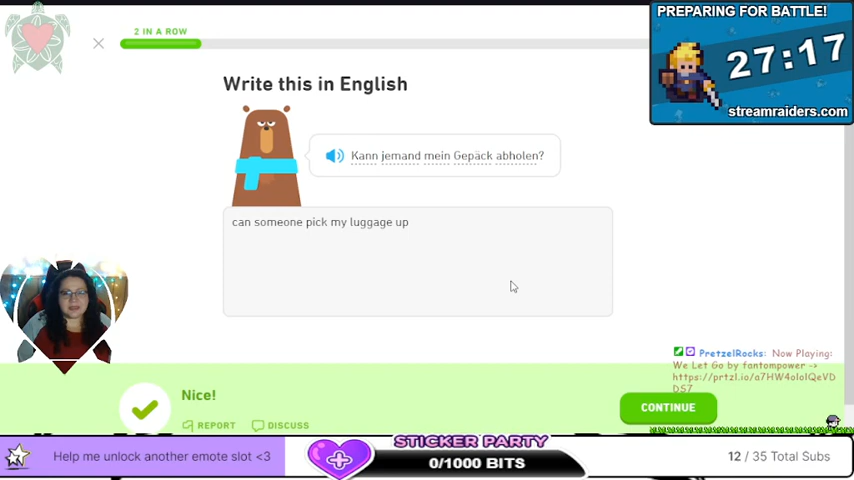 PREPARING FOR BATTLE!
27:17
streamraiders.com
2 IN A ROW
Write this in English
Kann jemand mein Gepäck abholen?
can someone pick my luggage up
PretzelRocks: Now Playing:
We Let Go by fantompower ->
https://prtzl.io/a7HW4oloIQeVD
DS7
Nice!
REPORT
DISCUSS
CONTINUE
Help me unlock another emote slot <3
STICKER PARTY
0/1000 BITS
12 / 35 Total Subs